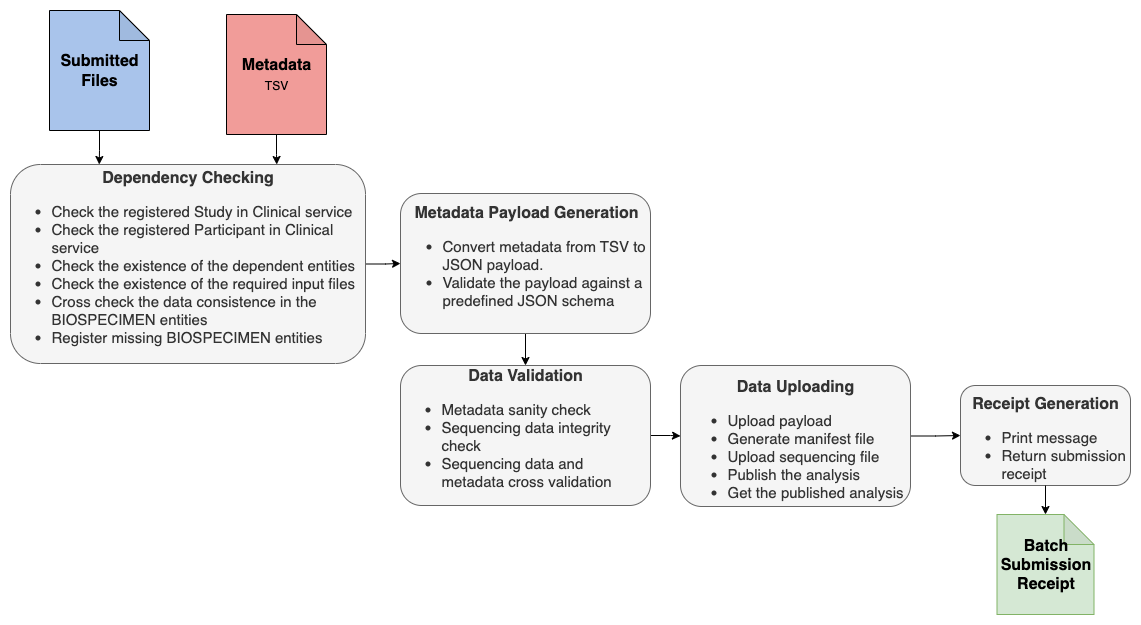 Submitted
Files
Metadata
TSV
Dependency Checking
• Check the registered Study in Clinical service
• Check the registered Participant in Clinical
service
• Check the existence of the dependent entities
• Check the existence of the required input files
• Cross check the data consistence in the
BIOSPECIMEN entities
• Register missing BIOSPECIMEN entities
Metadata Payload Generation
• Convert metadata from TSV to
JSON payload.
• Validate the payload against a
predefined JSON schema
Data Validation
• Metadata sanity check
• Sequencing data integrity
check
• Sequencing data and
metadata cross validation
Data Uploading
• Upload payload
• Generate manifest file
• Upload sequencing file
• Publish the analysis
• Get the published analysis
Receipt Generation
• Print message
• Return submission
receipt
Batch
Submission
Receipt